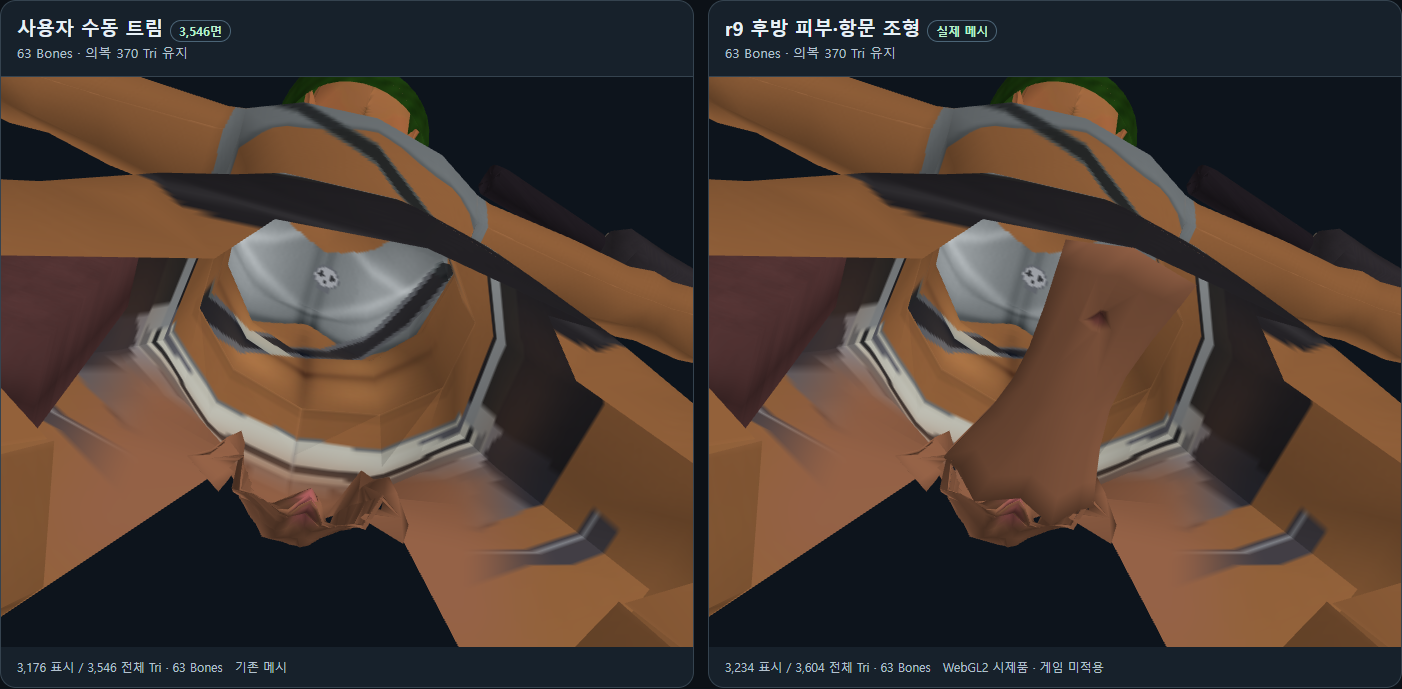 사용자 수동 트림 3,546면
63 Bones · 의복 370 Tri 유지
3,176 표시 / 3,546 전체 Tri · 63 Bones 기존 메시
r9 후방 피부·항문 조형 실제 메시
63 Bones · 의복 370 Tri 유지
3,234 표시 / 3,604 전체 Tri · 63 Bones WebGL2 시제품 · 게임 미적용